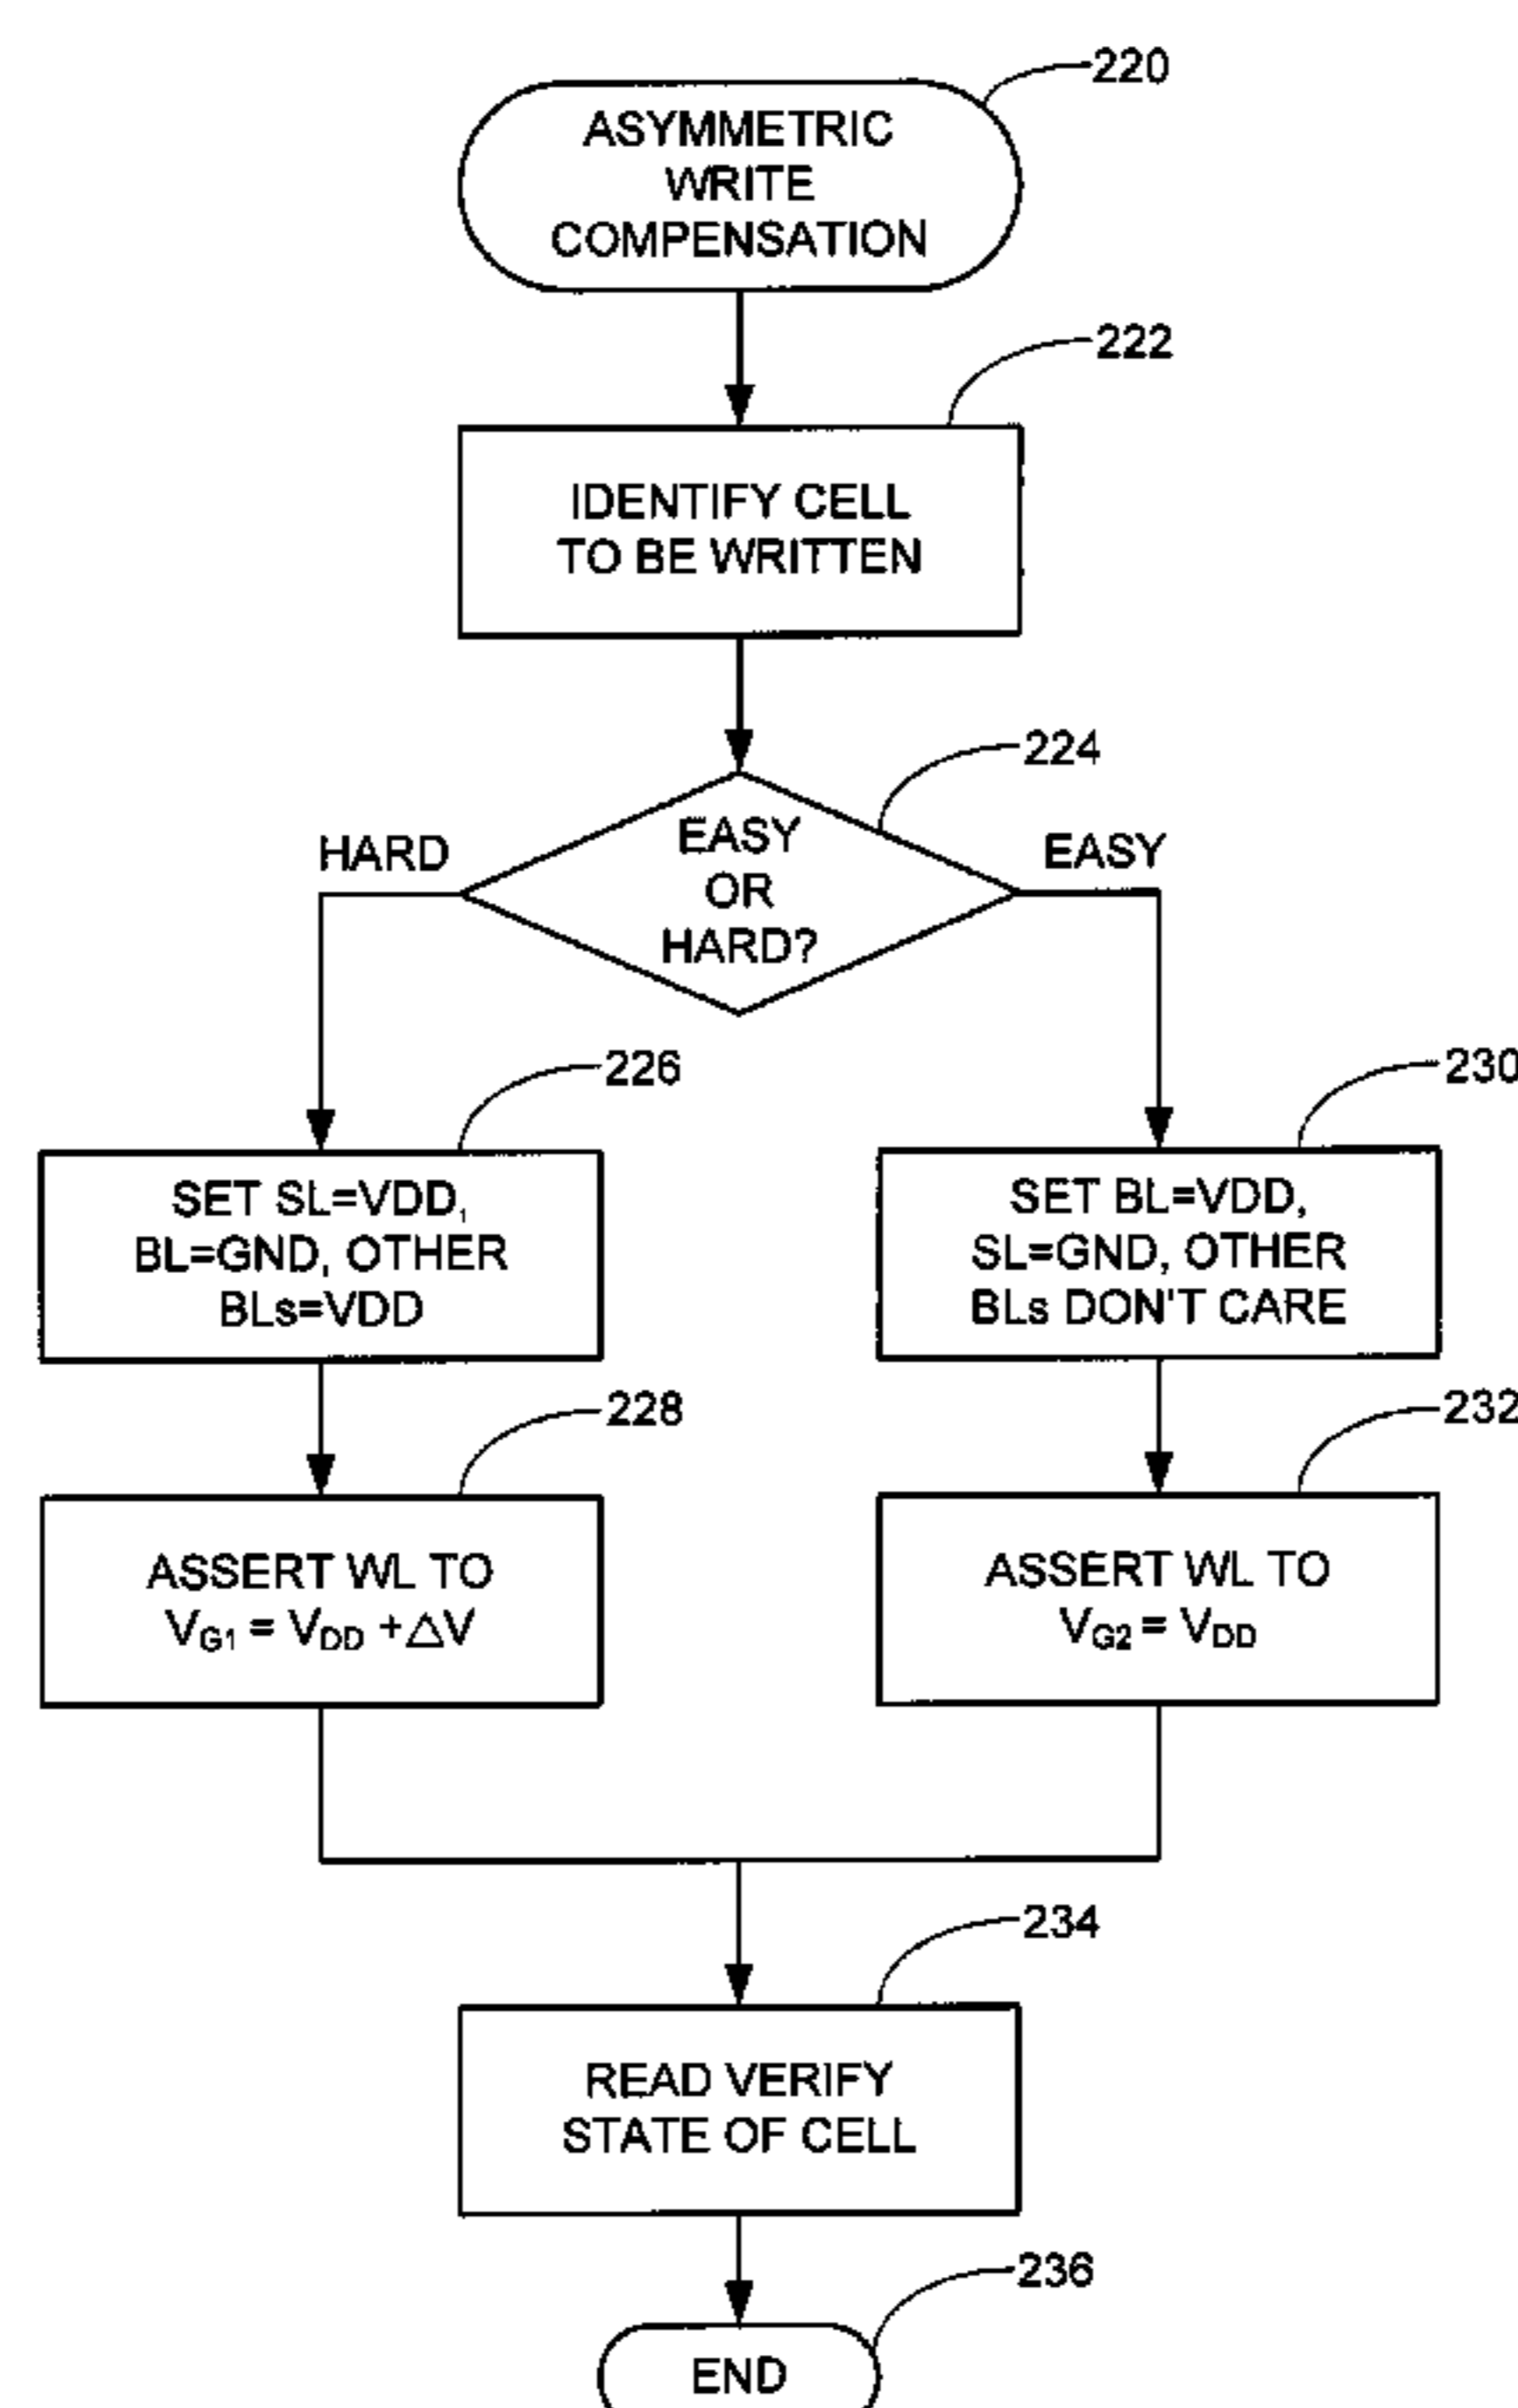 220
ASYMMETRIC
WRITE
COMPENSATION
222
IDENTIFY CELL
TO BE WRITTEN
224
HARD
EASY
OR
HARD?
EASY
226
SET SL=VDD,
BL=GND, OTHER
BLs=VDD
230
SET BL=VDD,
SL=GND, OTHER
BLs DON'T CARE
228
ASSERT WL TO
VG1 = VDD +△V
232
ASSERT WL TO
VG2 = VDD
234
READ VERIFY
STATE OF CELL
236
END